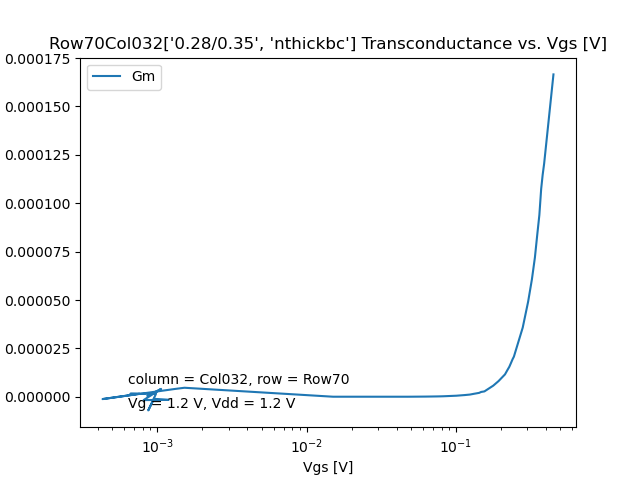 Row70Col032['0.28/0.35', 'nthickbc'] Transconductance vs. Vgs [V]
Gm
0.000175
0.000150
0.000125
0.000100
0.000075
0.000050
0.000025
0.000000
column = Col032, row = Row70
Vg = 1.2 V, Vdd = 1.2 V
10⁻³
10⁻²
10⁻¹
Vgs [V]